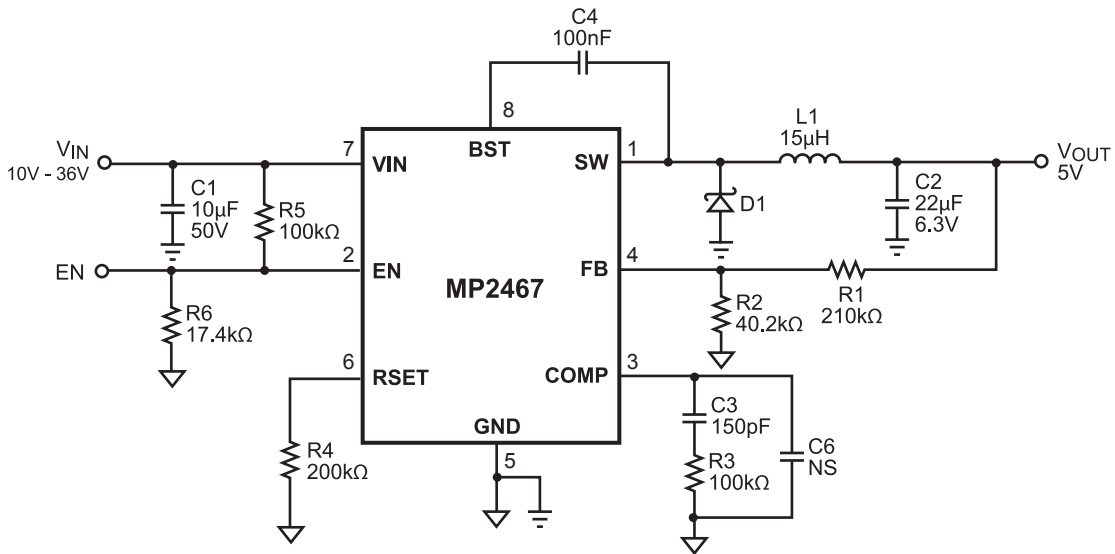 C4
100nF
8
VIN
10V - 36V
7
VIN
BST
SW
1
L1
15µH
VOUT
5V
C1
10µF
50V
R5
100kΩ
D1
C2
22µF
6.3V
EN
2
EN
MP2467
FB
4
R1
210kΩ
R6
17.4kΩ
R2
40.2kΩ
6
RSET
COMP
3
GND
5
R4
200kΩ
C3
150pF
R3
100kΩ
C6
NS